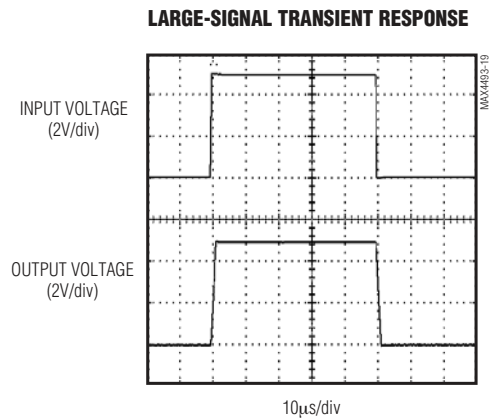 LARGE-SIGNAL TRANSIENT RESPONSE
MAX4493-19
INPUT VOLTAGE
(2V/div)
OUTPUT VOLTAGE
(2V/div)
10μs/div